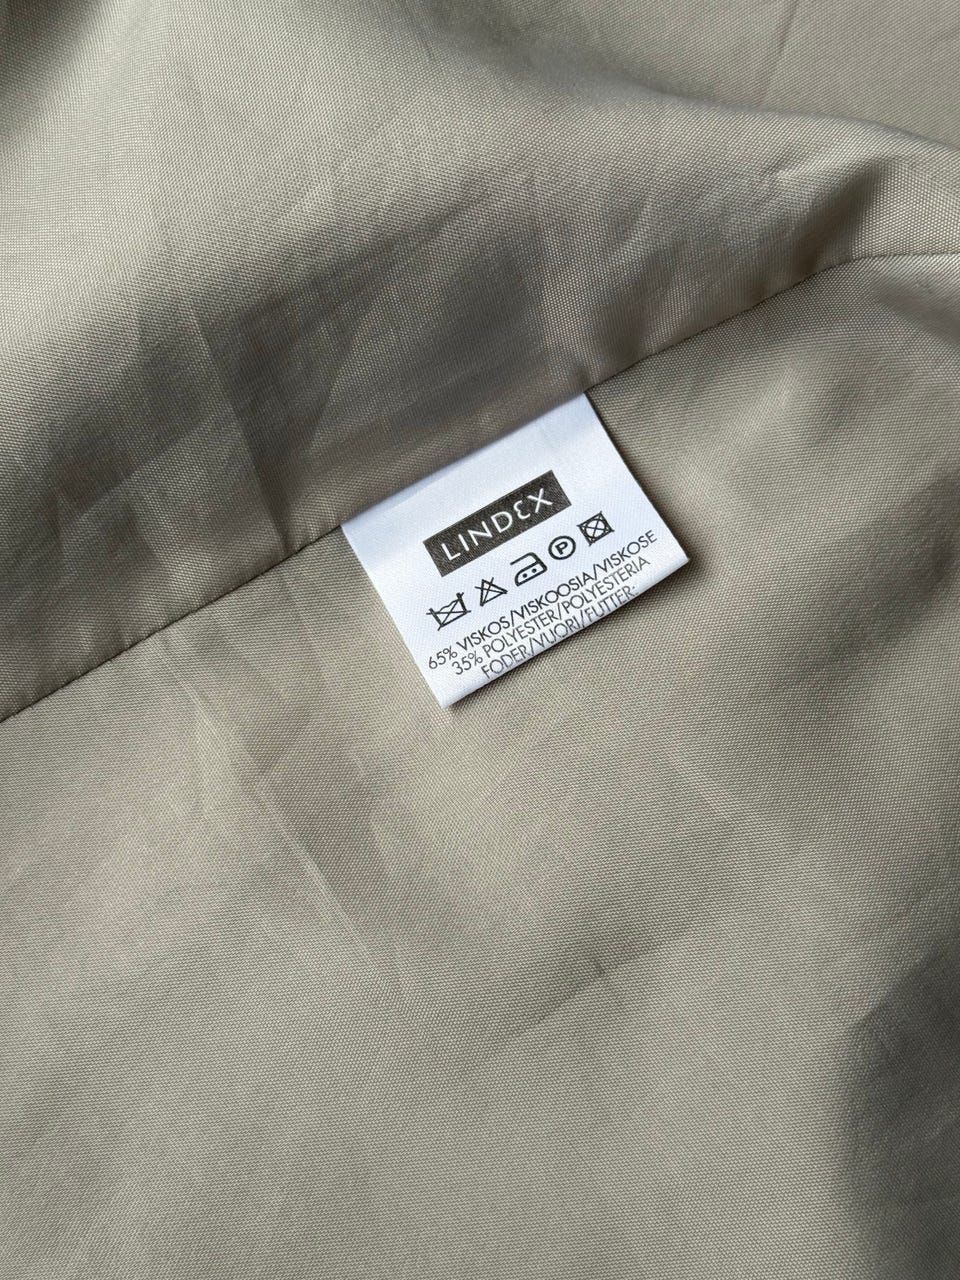 LINDEX
P
65% VISKOS/VISKOOSIA/VISKOSE
35% POLYESTER/POLYESTERIA
FODER/VUORI/FUTTER: